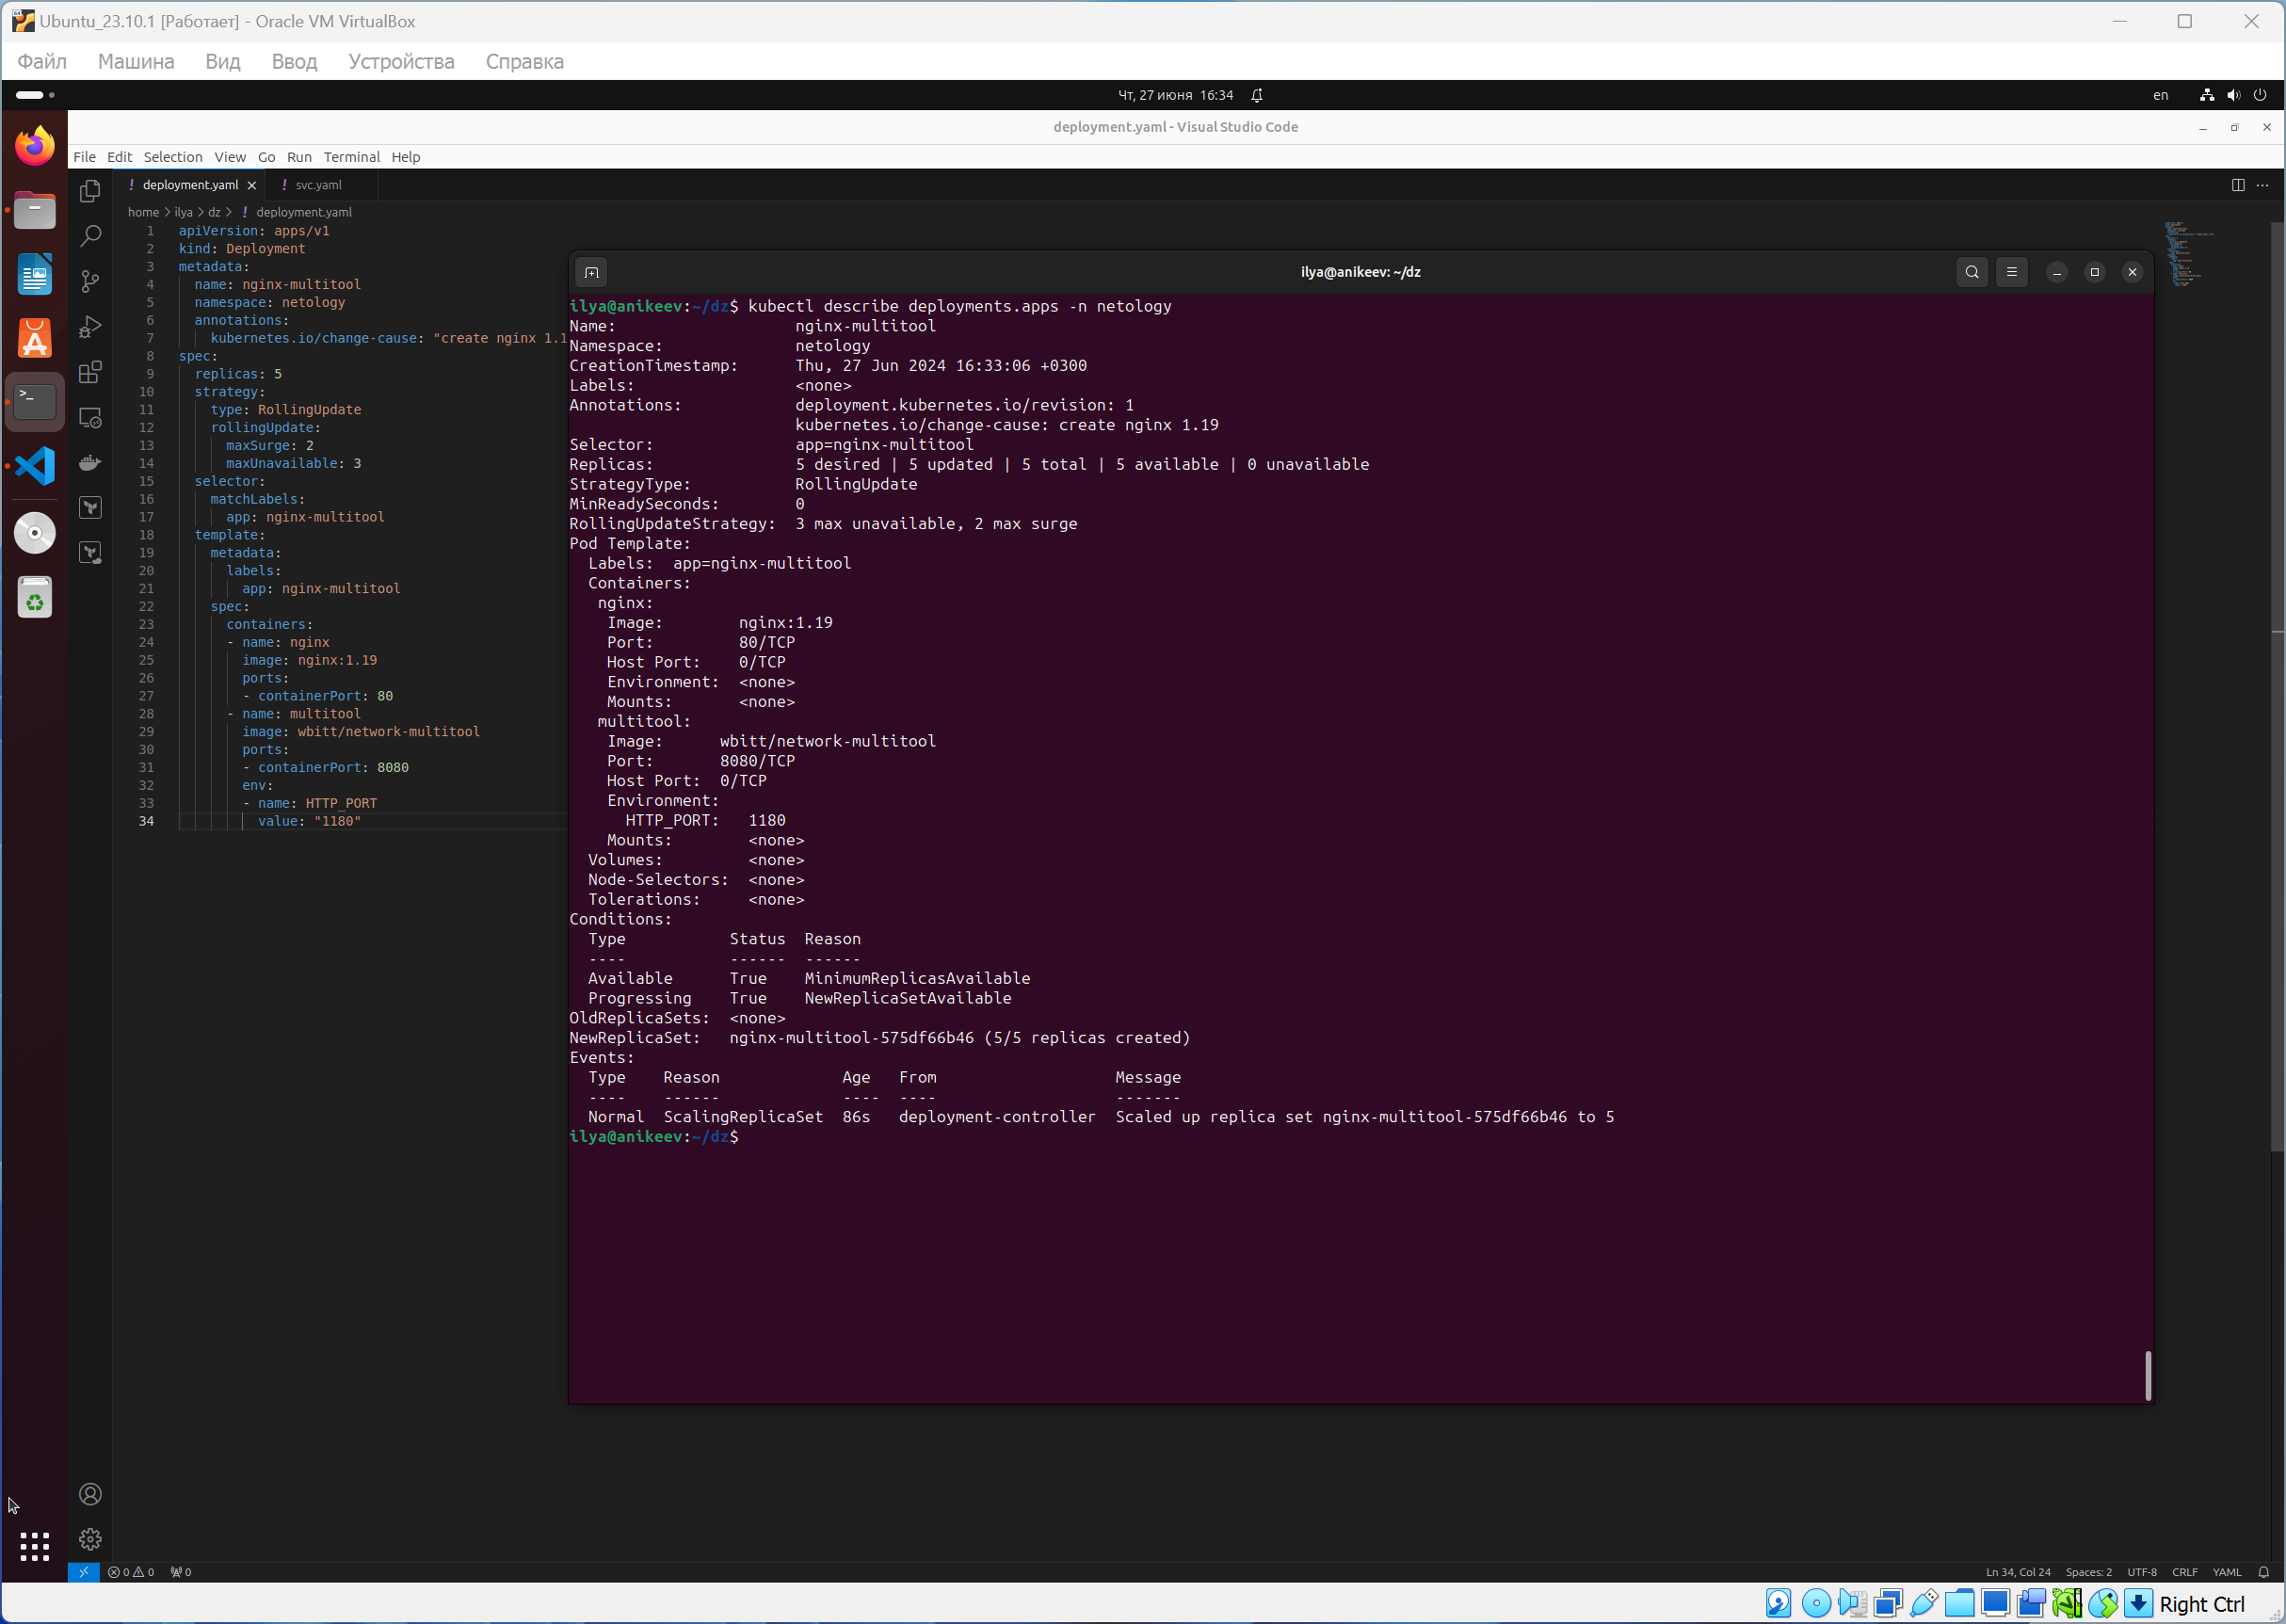 Ubuntu_23.10.1 [Работает] - Oracle VM VirtualBox
Файл Машина Вид Ввод Устройства Справка
Чт, 27 июня 16:34
en
deployment.yaml - Visual Studio Code
File Edit Selection View Go Run Terminal Help
! deployment.yaml
! svc.yaml
home > ilya > dz > ! deployment.yaml
1 apiVersion: apps/v1
2 kind: Deployment
3 metadata:
4 name: nginx-multitool
5 namespace: netology
6 annotations:
7 kubernetes.io/change-cause: "create nginx 1.1
8 spec:
9 replicas: 5
10 strategy:
11 type: RollingUpdate
12 rollingUpdate:
13 maxSurge: 2
14 maxUnavailable: 3
15 selector:
16 matchLabels:
17 app: nginx-multitool
18 template:
19 metadata:
20 labels:
21 app: nginx-multitool
22 spec:
23 containers:
24 - name: nginx
25 image: nginx:1.19
26 ports:
27 - containerPort: 80
28 - name: multitool
29 image: wbitt/network-multitool
30 ports:
31 - containerPort: 8080
32 env:
33 - name: HTTP_PORT
34 value: "1180"
ilya@anikeev: ~/dz
ilya@anikeev:~/dz$ kubectl describe deployments.apps -n netology
Name: nginx-multitool
Namespace: netology
CreationTimestamp: Thu, 27 Jun 2024 16:33:06 +0300
Labels: <none>
Annotations: deployment.kubernetes.io/revision: 1
kubernetes.io/change-cause: create nginx 1.19
Selector: app=nginx-multitool
Replicas: 5 desired | 5 updated | 5 total | 5 available | 0 unavailable
StrategyType: RollingUpdate
MinReadySeconds: 0
RollingUpdateStrategy: 3 max unavailable, 2 max surge
Pod Template:
Labels: app=nginx-multitool
Containers:
nginx:
Image: nginx:1.19
Port: 80/TCP
Host Port: 0/TCP
Environment: <none>
Mounts: <none>
multitool:
Image: wbitt/network-multitool
Port: 8080/TCP
Host Port: 0/TCP
Environment:
HTTP_PORT: 1180
Mounts: <none>
Volumes: <none>
Node-Selectors: <none>
Tolerations: <none>
Conditions:
Type Status Reason
---- ------ ------
Available True MinimumReplicasAvailable
Progressing True NewReplicaSetAvailable
OldReplicaSets: <none>
NewReplicaSet: nginx-multitool-575df66b46 (5/5 replicas created)
Events:
Type Reason Age From Message
---- ------ ---- ---- -------
Normal ScalingReplicaSet 86s deployment-controller Scaled up replica set nginx-multitool-575df66b46 to 5
ilya@anikeev:~/dz$
0 0 0
Ln 34, Col 24 Spaces: 2 UTF-8 CRLF YAML
Right Ctrl